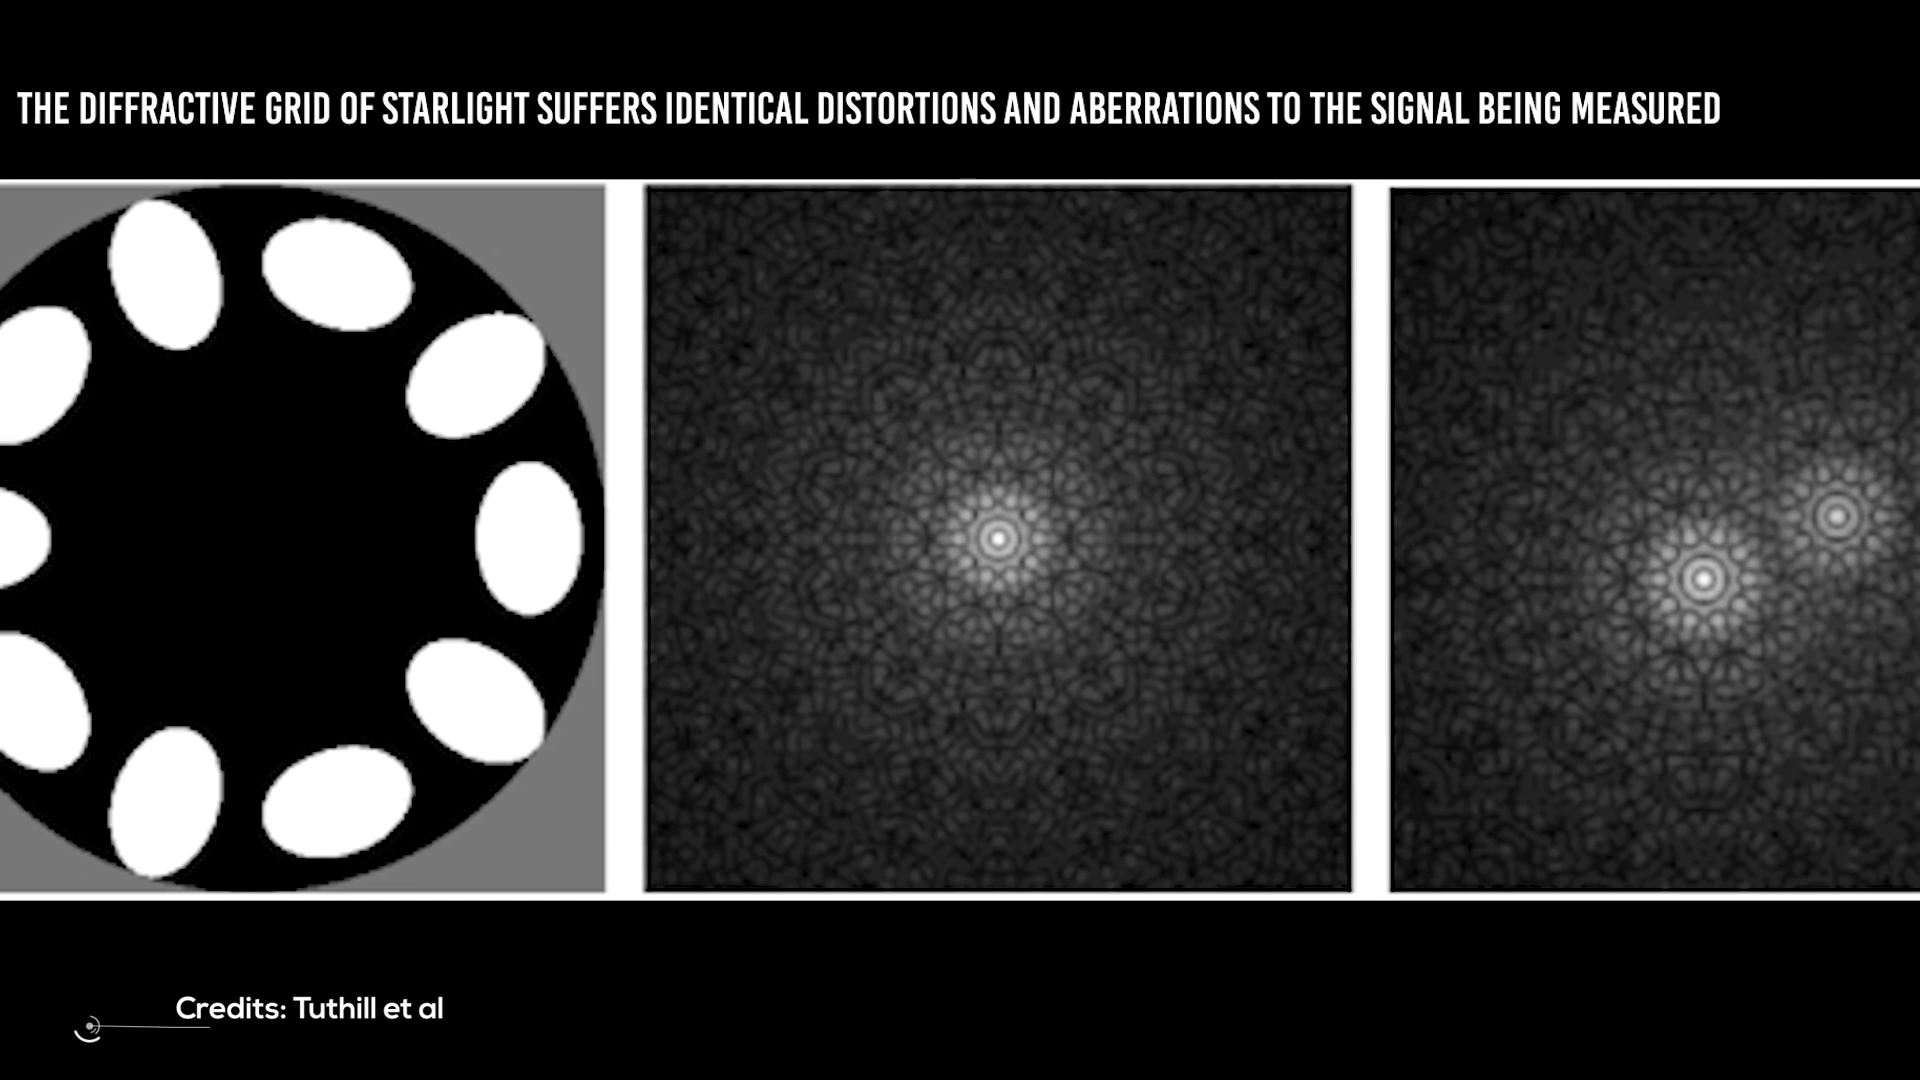 THE DIFFRACTIVE GRID OF STARLIGHT SUFFERS IDENTICAL DISTORTIONS AND ABERRATIONS TO THE SIGNAL BEING MEASURED
Credits: Tuthill et al